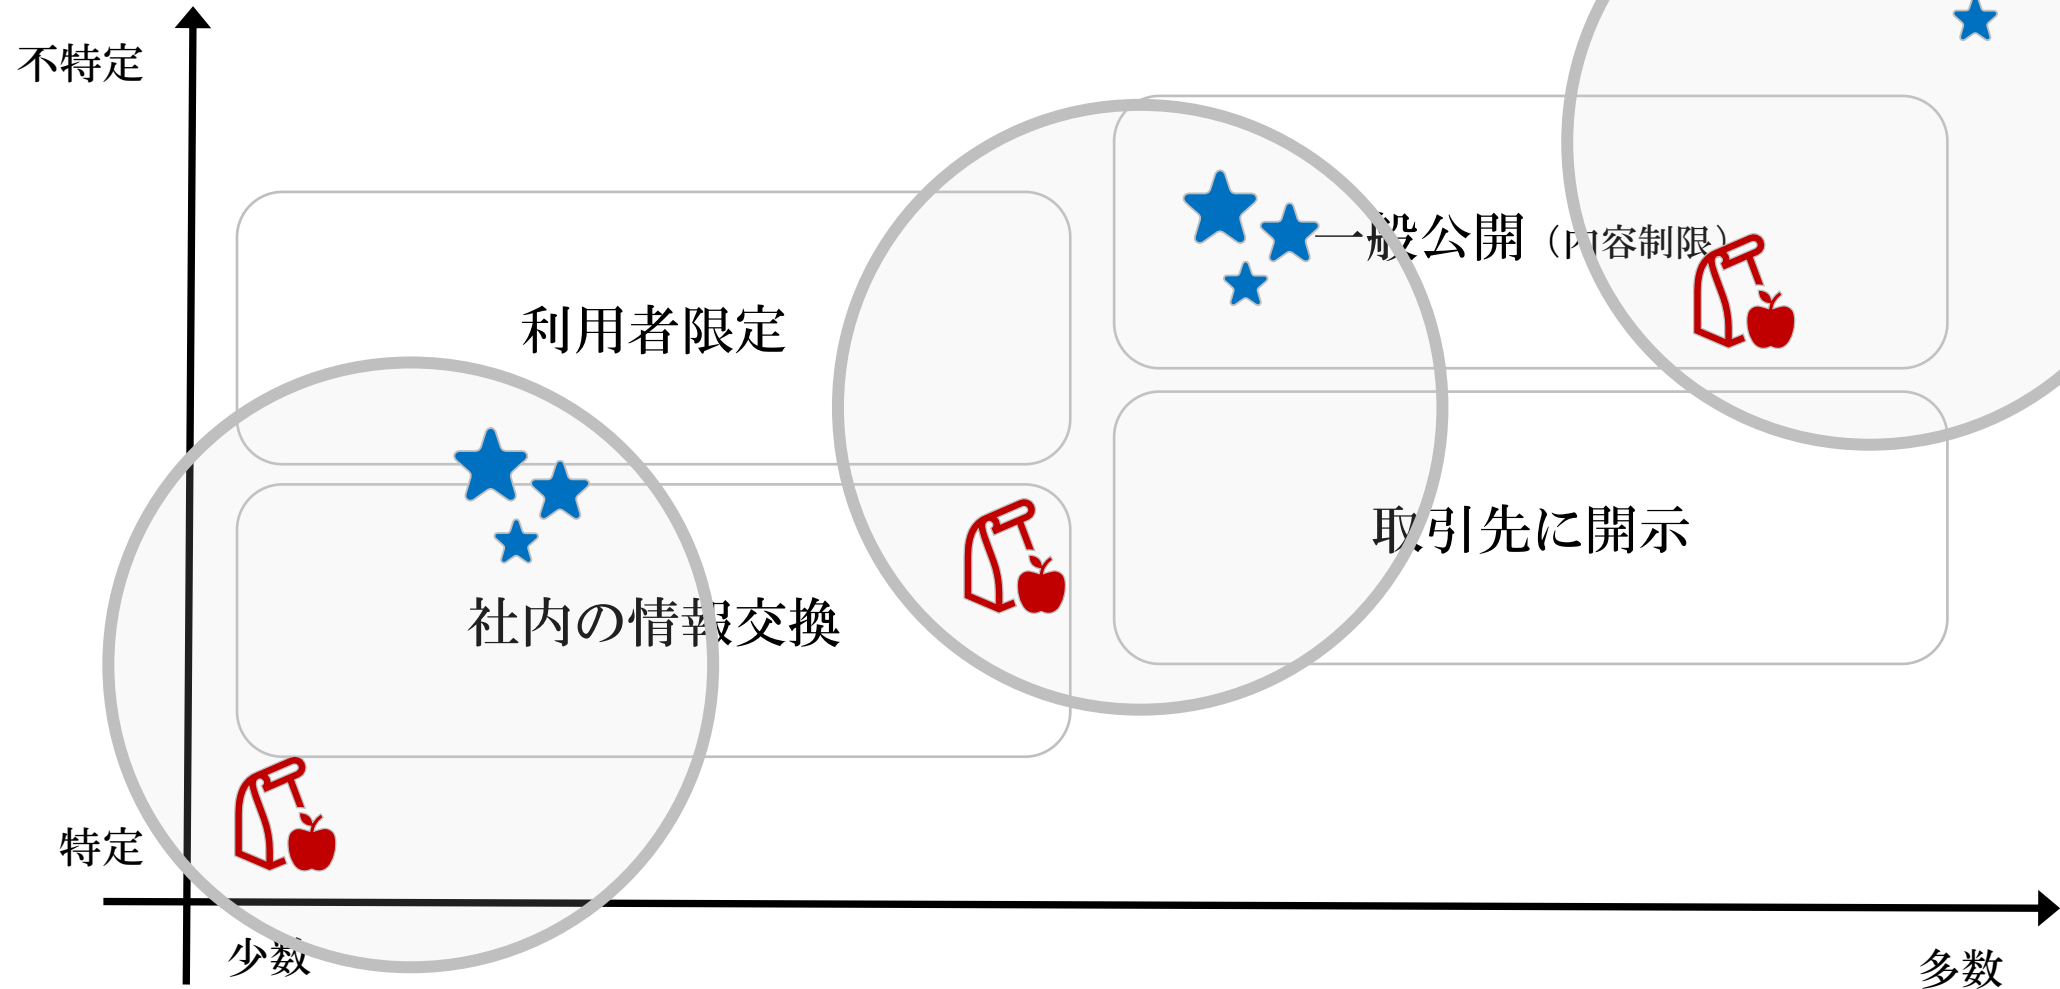 不特定
一般公開（内容制限）
利用者限定
取引先に開示
社内の情報交換
特定
少数
多数